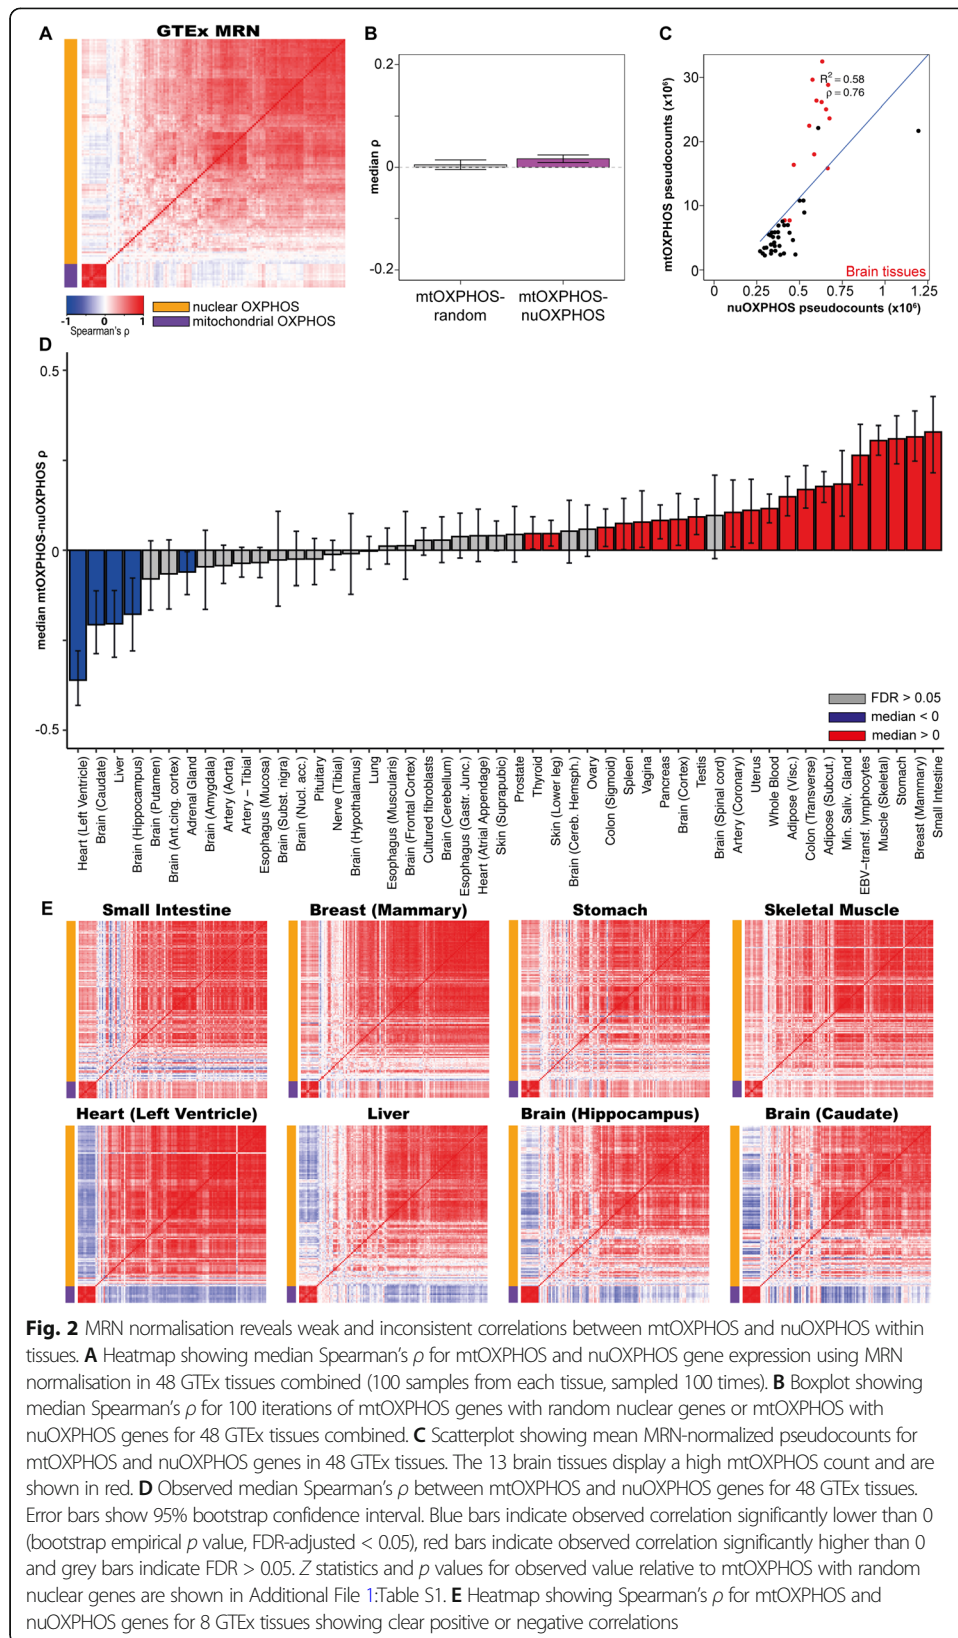 A
GTEx MRN
-1
0
1
Spearman's ρ
nuclear OXPHOS
mitochondrial OXPHOS
B
median ρ
0.2
0
-0.2
mtOXPHOS-
random
mtOXPHOS-
nuOXPHOS
C
mtOXPHOS pseudocounts (x10⁶)
30
20
10
0
R² = 0.58
ρ = 0.76
Brain tissues
0
0.25
0.5
0.75
1.25
nuOXPHOS pseudocounts (x10⁶)
D
median mtOXPHOS-nuOXPHOS ρ
0.5
0
-0.5
FDR > 0.05
median < 0
median > 0
Heart (Left Ventricle)
Brain (Caudate)
Liver
Brain (Hippocampus)
Brain (Putamen)
Brain (Ant.cing. cortex)
Adrenal Gland
Brain (Amygdala)
Artery (Aorta)
Artery – Tibial
Esophagus (Mucosa)
Brain (Subst. nigra)
Brain (Nucl. acc.)
Pituitary
Nerve (Tibial)
Brain (Hypothalamus)
Lung
Esophagus (Muscularis)
Brain (Frontal Cortex)
Cultured fibroblasts
Brain (Cerebellum)
Esophagus (Gastr. Junc.)
Heart (Atrial Appendage)
Skin (Suprapubic)
Prostate
Thyroid
Skin (Lower leg)
Brain (Cereb. Hemsph.)
Ovary
Colon (Sigmoid)
Spleen
Vagina
Pancreas
Brain (Cortex)
Testis
Brain (Spinal cord)
Artery (Coronary)
Uterus
Whole Blood
Adipose (Visc.)
Colon (Transverse)
Adipose (Subcut.)
Min. Saliv. Gland
EBV–transf. lymphocytes
Muscle (Skeletal)
Stomach
Breast (Mammary)
Small Intestine
E
Small Intestine
Breast (Mammary)
Stomach
Skeletal Muscle
Heart (Left Ventricle)
Liver
Brain (Hippocampus)
Brain (Caudate)
Fig. 2 MRN normalisation reveals weak and inconsistent correlations between mtOXPHOS and nuOXPHOS within
tissues. A Heatmap showing median Spearman's ρ for mtOXPHOS and nuOXPHOS gene expression using MRN
normalisation in 48 GTEx tissues combined (100 samples from each tissue, sampled 100 times). B Boxplot showing
median Spearman's ρ for 100 iterations of mtOXPHOS genes with random nuclear genes or mtOXPHOS with
nuOXPHOS genes for 48 GTEx tissues combined. C Scatterplot showing mean MRN-normalized pseudocounts for
mtOXPHOS and nuOXPHOS genes in 48 GTEx tissues. The 13 brain tissues display a high mtOXPHOS count and are
shown in red. D Observed median Spearman's ρ between mtOXPHOS and nuOXPHOS genes for 48 GTEx tissues.
Error bars show 95% bootstrap confidence interval. Blue bars indicate observed correlation significantly lower than 0
(bootstrap empirical p value, FDR-adjusted < 0.05), red bars indicate observed correlation significantly higher than 0
and grey bars indicate FDR > 0.05. Z statistics and p values for observed value relative to mtOXPHOS with random
nuclear genes are shown in Additional File 1:Table S1. E Heatmap showing Spearman's ρ for mtOXPHOS and
nuOXPHOS genes for 8 GTEx tissues showing clear positive or negative correlations